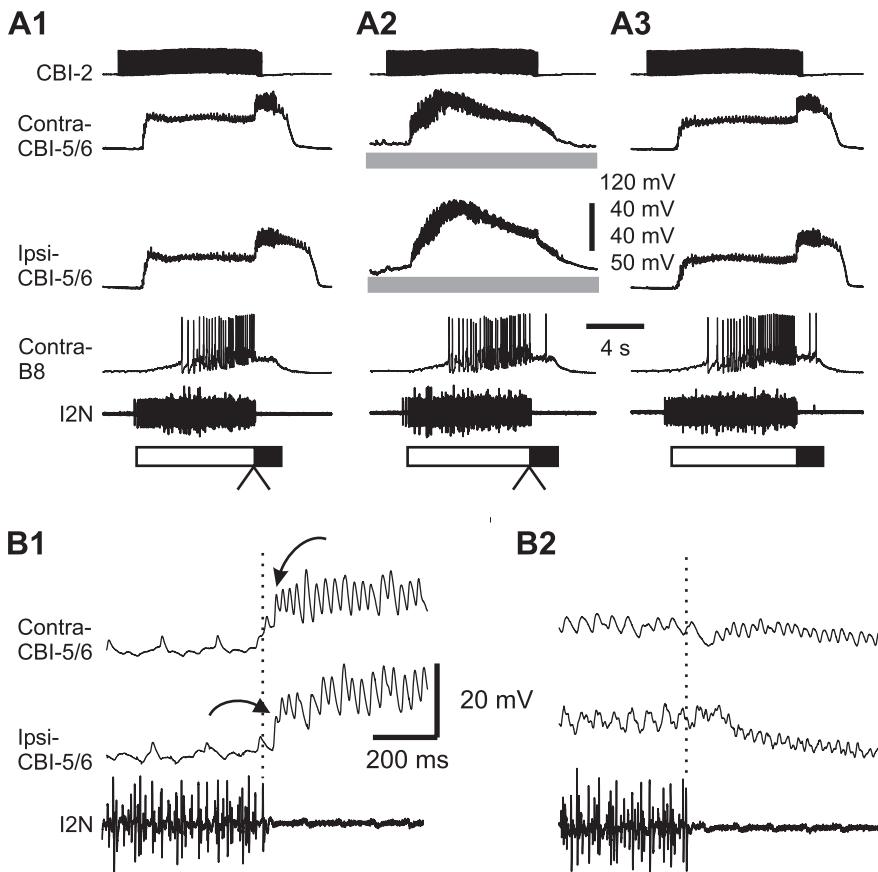 A1 A2 A3
CBI-2
Contra-
CBI-5/6
120 mV
40 mV
40 mV
50 mV
Ipsi-
CBI-5/6
4 s
Contra-
B8
I2N
B1 B2
Contra-
CBI-5/6
20 mV
Ipsi-
CBI-5/6
200 ms
I2N